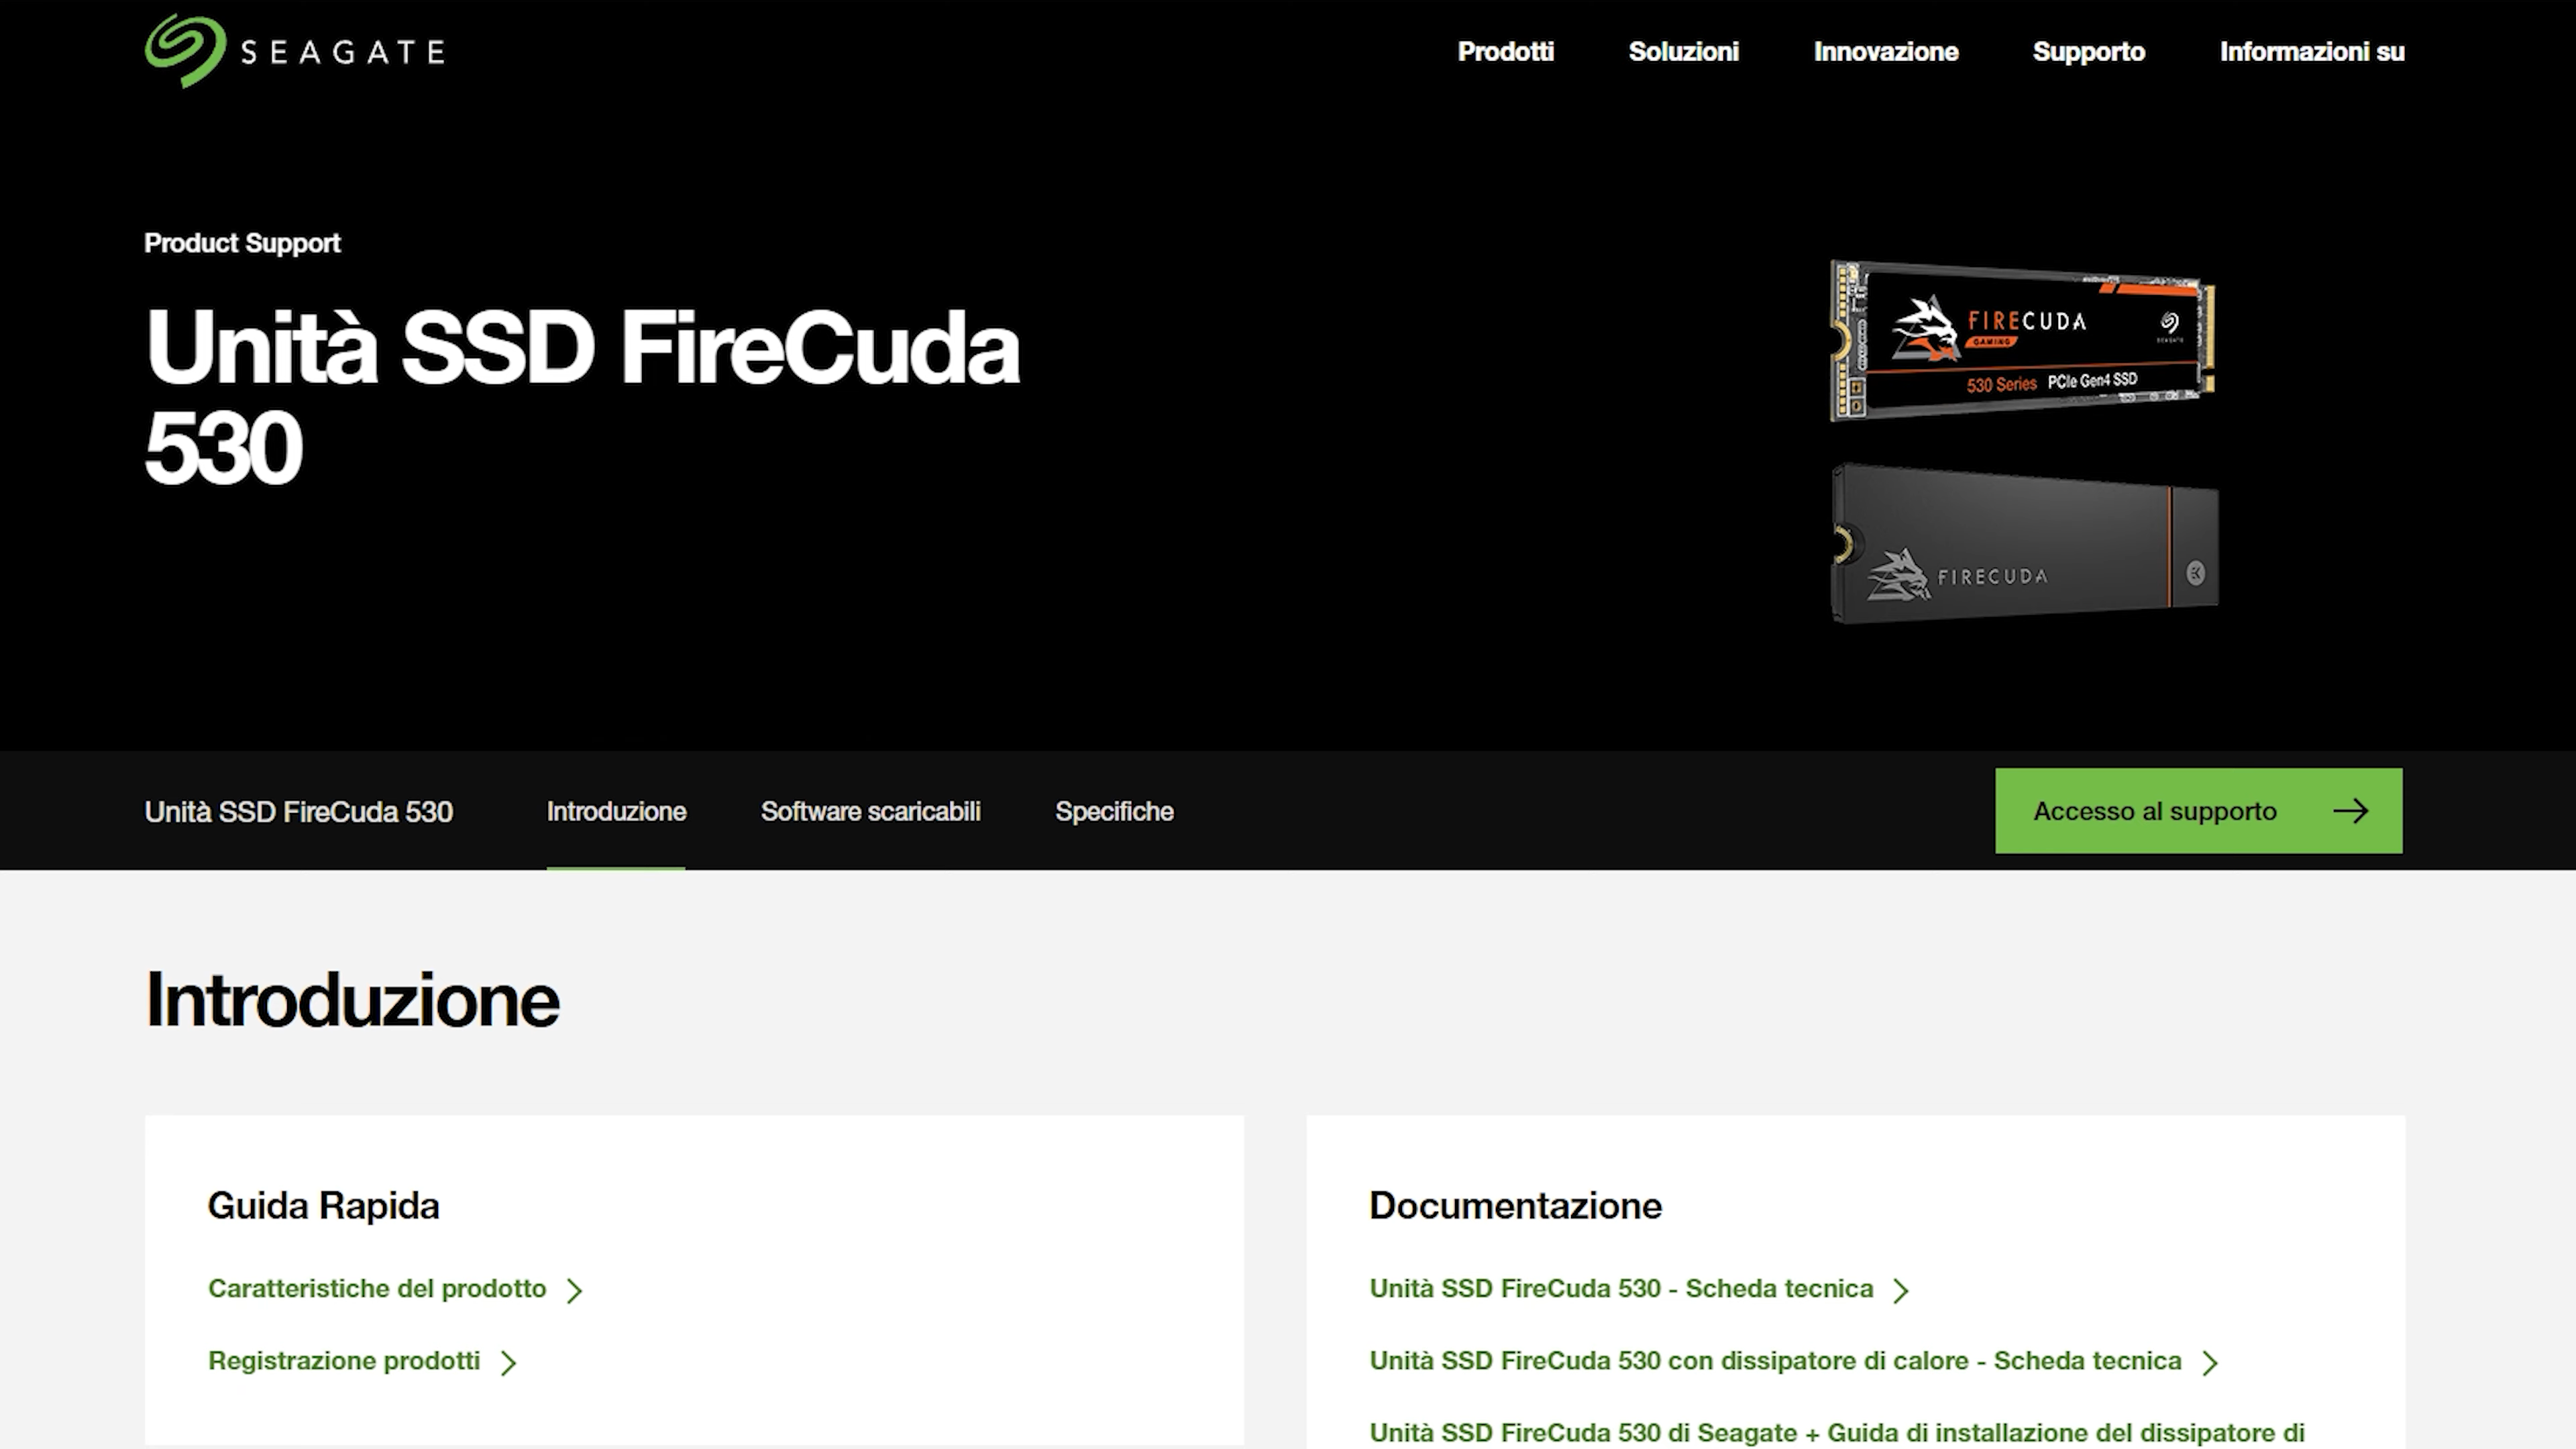 SEAGATE
Prodotti
Soluzioni
Innovazione
Supporto
Informazioni su
Product Support
Unità SSD FireCuda
530
FIRECUDA
GAMING
SEAGATE
530 Series PCIe Gen4 SSD
FIRECUDA
Unità SSD FireCuda 530
Introduzione
Software scaricabili
Specifiche
Accesso al supporto
Introduzione
Guida Rapida
Caratteristiche del prodotto
Registrazione prodotti
Documentazione
Unità SSD FireCuda 530 - Scheda tecnica
Unità SSD FireCuda 530 con dissipatore di calore - Scheda tecnica
Unità SSD FireCuda 530 di Seagate + Guida di installazione del dissipatore di